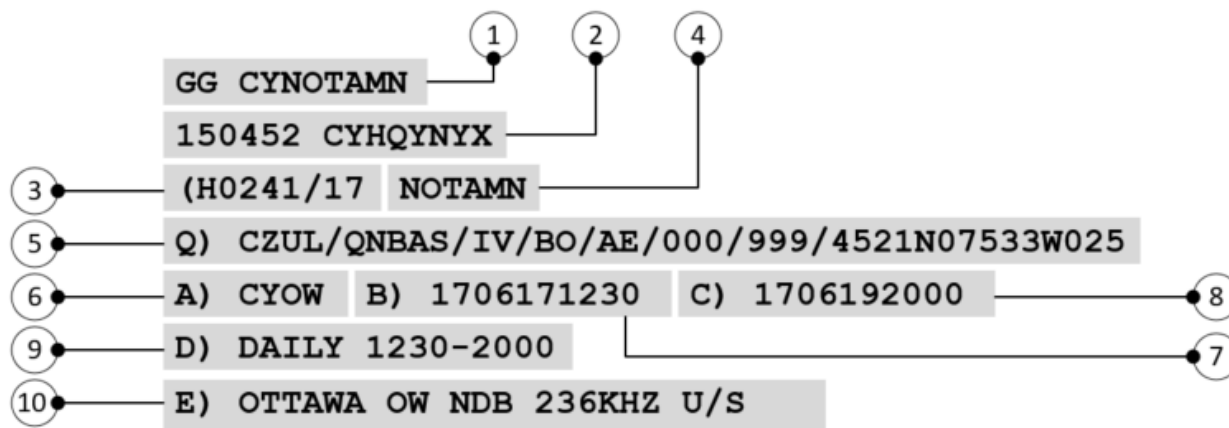 1 2 4
GG CYNOTAMN
150452 CYHQYNYX
3 (H0241/17 NOTAMN
5 Q) CZUL/QNBAS/IV/BO/AE/000/999/4521N07533W025
6 A) CYOW B) 1706171230 C) 1706192000 8
9 D) DAILY 1230-2000 7
10 E) OTTAWA OW NDB 236KHZ U/S